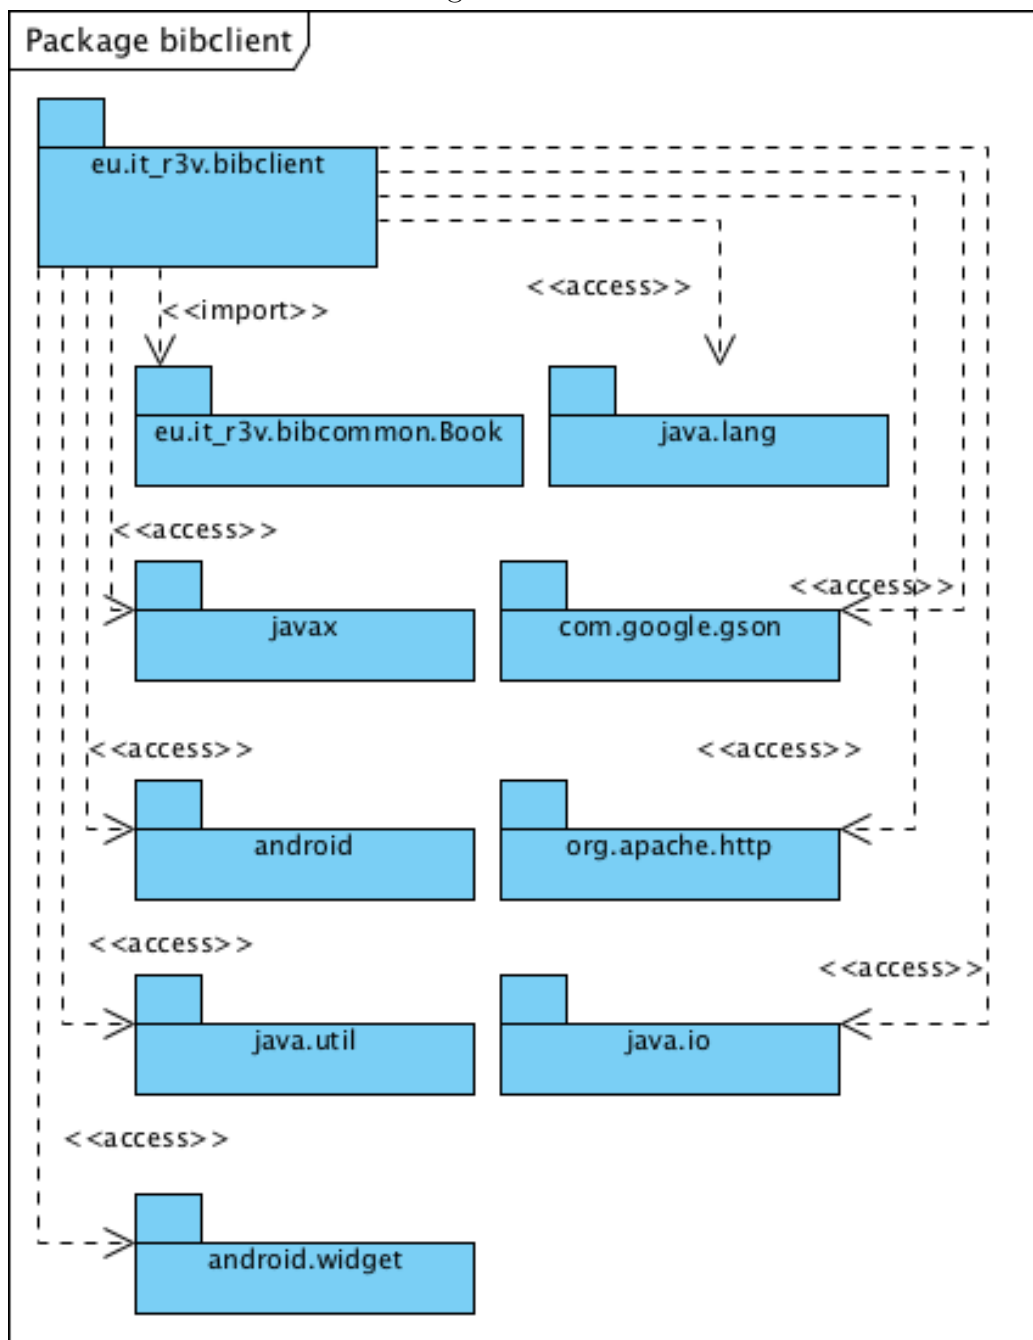 Package bibclient
eu.it_r3v.bibclient
<<access>>
<<import>>
eu.it_r3v.bibcommon.Book
java.lang
<<access>>
<<access>>
javax
com.google.gson
<<access>>
<<access>>
android
org.apache.http
<<access>>
<<access>>
java.util
java.io
<<access>>
android.widget